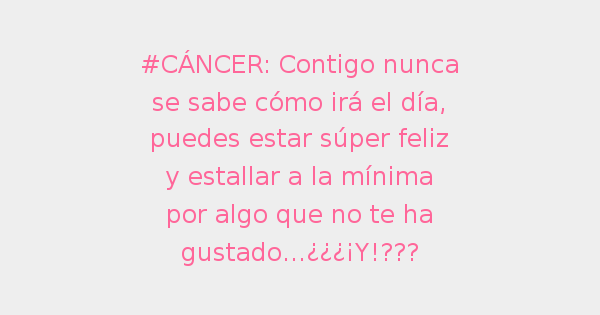 #CÁNCER: Contigo nunca
se sabe cómo irá el día,
puedes estar súper feliz
y estallar a la mínima
por algo que no te ha
gustado...¿¿¿¡Y!???